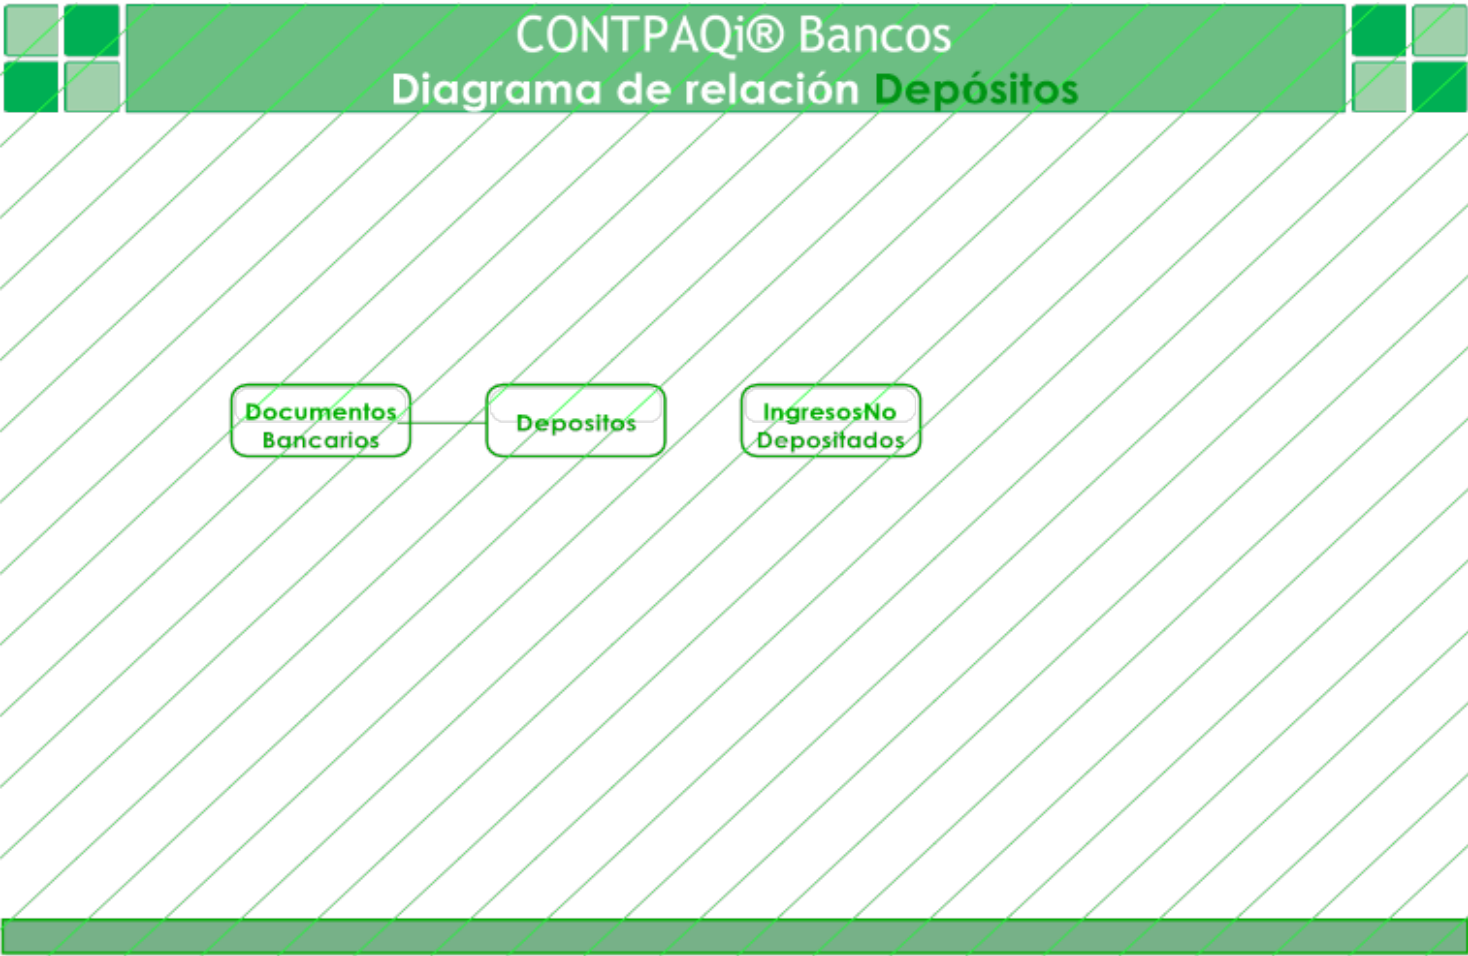 CONTPAQi® Bancos
Diagrama de relación Depósitos
Documentos
Bancarios
Depositos
IngresosNo
Depositados